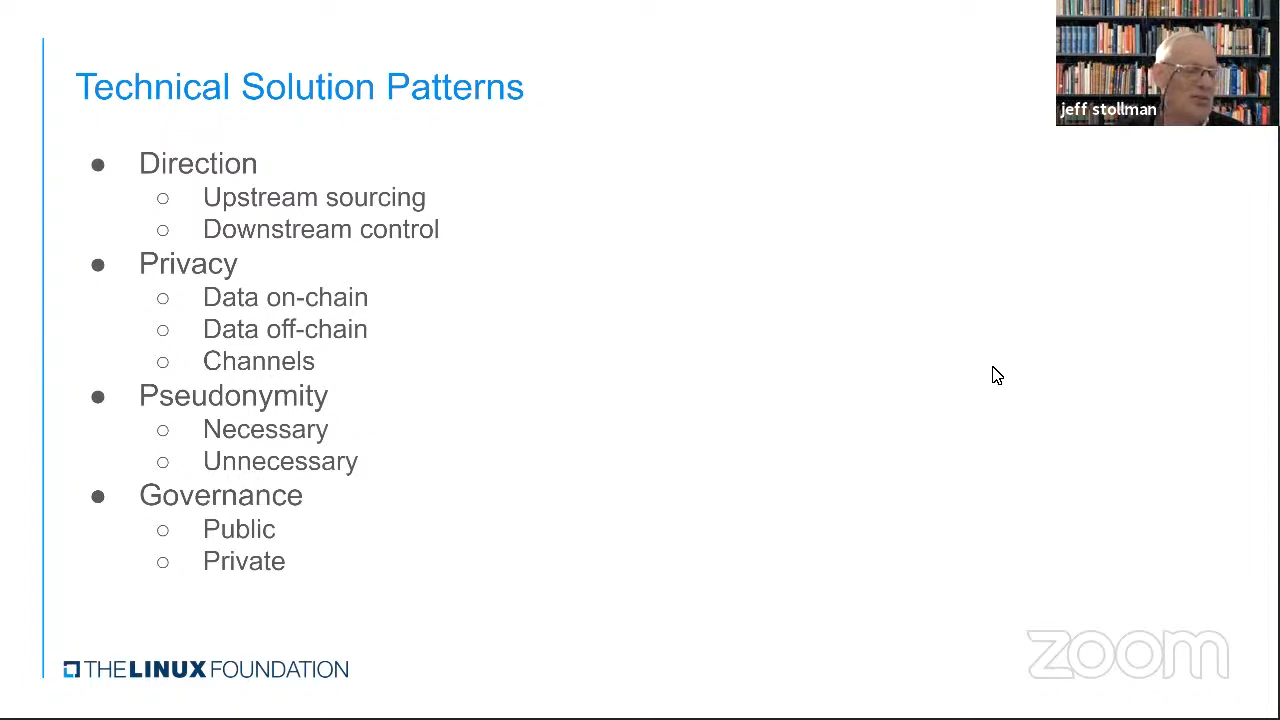 Technical Solution Patterns
jeff stollman
● Direction
○ Upstream sourcing
○ Downstream control
● Privacy
○ Data on-chain
○ Data off-chain
○ Channels
● Pseudonymity
○ Necessary
○ Unnecessary
● Governance
○ Public
○ Private
THE LINUX FOUNDATION
zoom